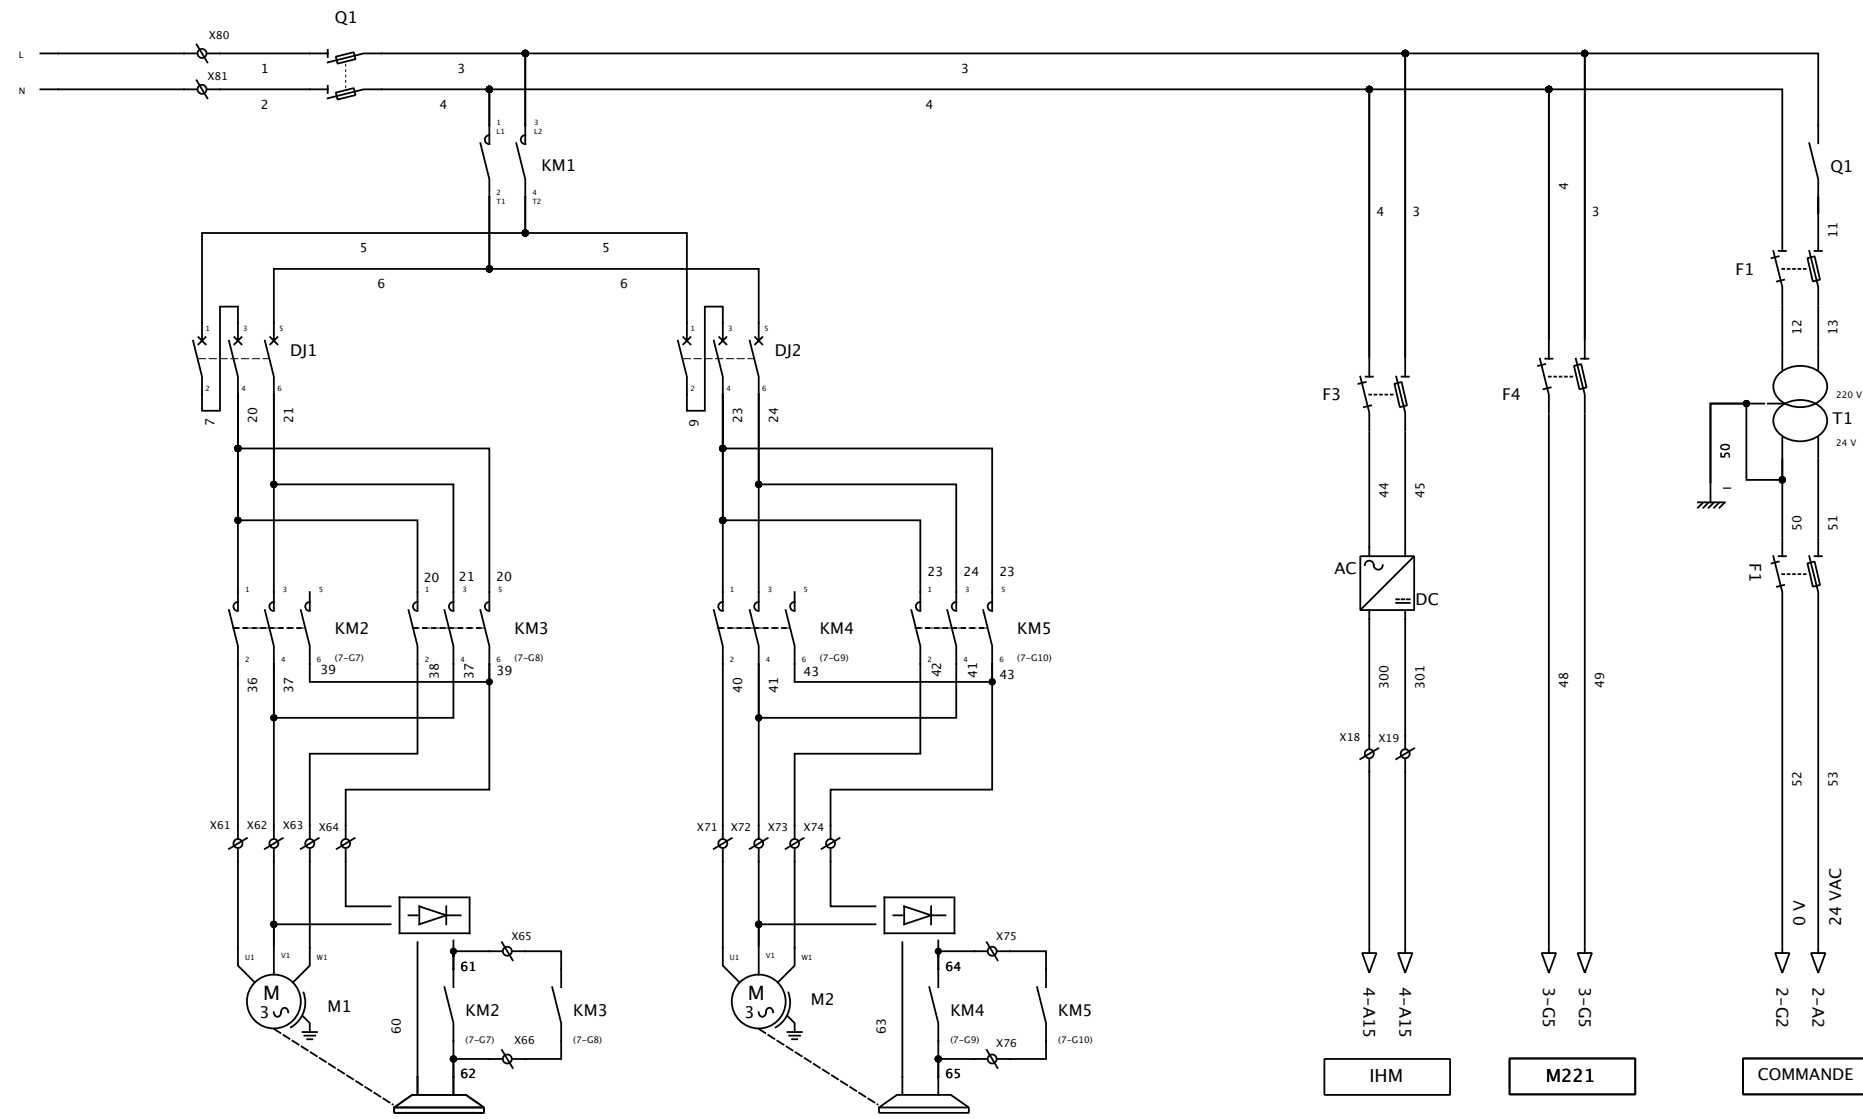 Q1
L X80 1 3 3
N X81 2 4 4
1 L1 3 L2
KM1
2 T1 4 T2
Q1
4 3 4 3 11
5 5
6 6
F1
12 13
1 3 5 DJ1
2 4 6
7 20 21
1 3 5 DJ2
2 4 6
9 23 24
F3
F4
220 V
T1
24 V
50
I
44 45
50 51
F1
AC
DC
20 21 20
1 3 5 1 3 5
KM2 (7-G7)
KM3 (7-G8)
2 4 6 2 4 6
36 37 39 38 37 39
23 24 23
1 3 5 1 3 5
KM4 (7-G9)
KM5 (7-G10)
2 4 6 2 4 6
40 41 43 42 41 43
300 301
48 49
X18 X19
52 53
X61 X62 X63 X64
X71 X72 X73 X74
0 V
24 VAC
U1 V1 W1
M
3
M1
X65
61
60
KM2 (7-G7)
KM3 (7-G8)
X66
62
U1 V1 W1
M
3
M2
X75
64
63
KM4 (7-G9)
KM5 (7-G10)
X76
65
4-A15 4-A15
3-G5 3-G5
2-G2 2-A2
IHM
M221
COMMANDE